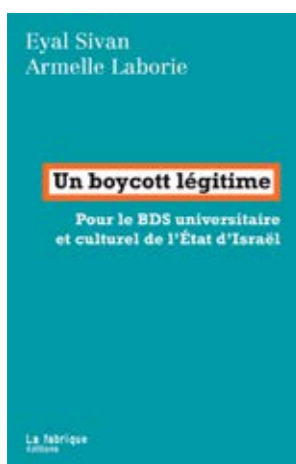 Eyal Sivan
Armelle Laborie
Un boycott légitime
Pour le BDS universitaire
et culturel de l'État d'Israël
La fabrique
éditions